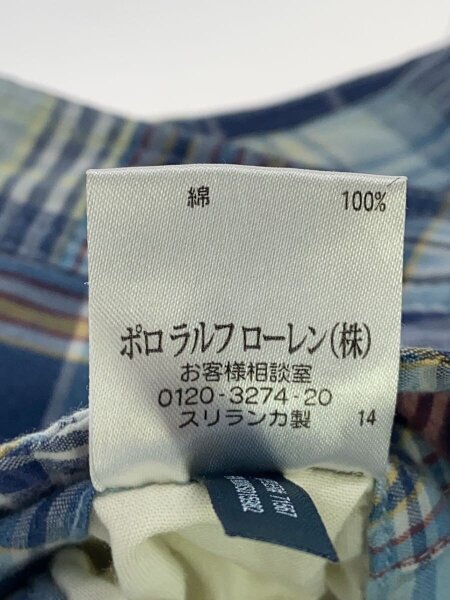 綿 100%
ポロ ラルフ ローレン(株)
お客様相談室
0120-3274-20
スリランカ製 14